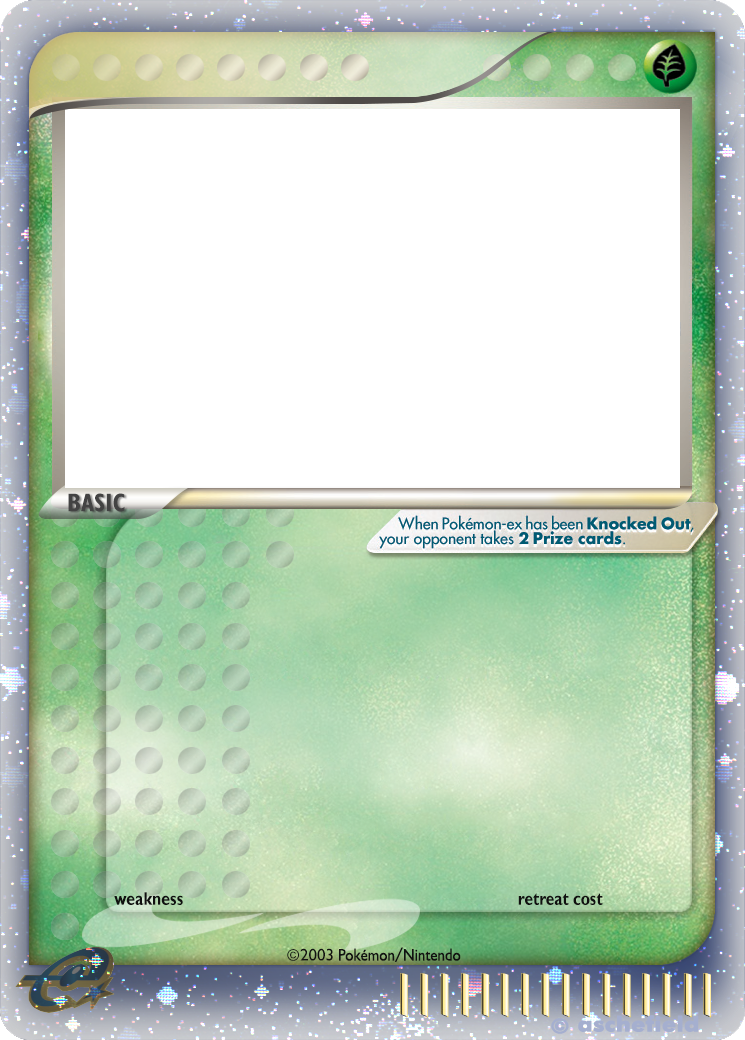 BASIC
When Pokémon-ex has been Knocked Out,
your opponent takes 2 Prize cards.
weakness retreat cost
©2003 Pokémon/Nintendo
© aschefield